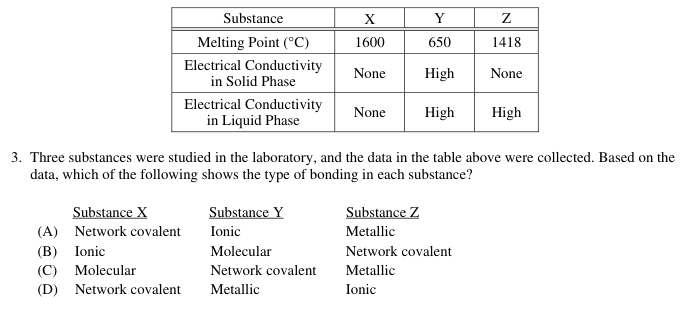 Substance X Y Z
Melting Point (°C) 1600 650 1418
Electrical Conductivity
in Solid Phase None High None
Electrical Conductivity
in Liquid Phase None High High
3. Three substances were studied in the laboratory, and the data in the table above were collected. Based on the
data, which of the following shows the type of bonding in each substance?
Substance X Substance Y Substance Z
(A) Network covalent Ionic Metallic
(B) Ionic Molecular Network covalent
(C) Molecular Network covalent Metallic
(D) Network covalent Metallic Ionic